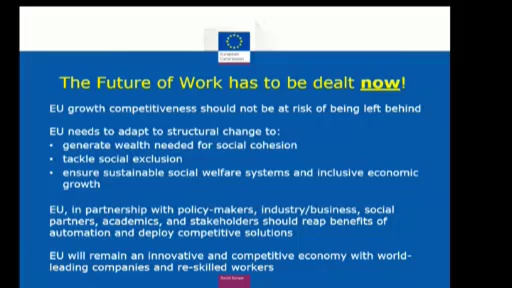 European
Commission
The Future of Work has to be dealt now!
EU growth competitiveness should not be at risk of being left behind
EU needs to adapt to structural change to:
• generate wealth needed for social cohesion
• tackle social exclusion
• ensure sustainable social welfare systems and inclusive economic
growth
EU, in partnership with policy-makers, industry/business, social
partners, academics, and stakeholders should reap benefits of
automation and deploy competitive solutions
EU will remain an innovative and competitive economy with world-
leading companies and re-skilled workers
Social Europe